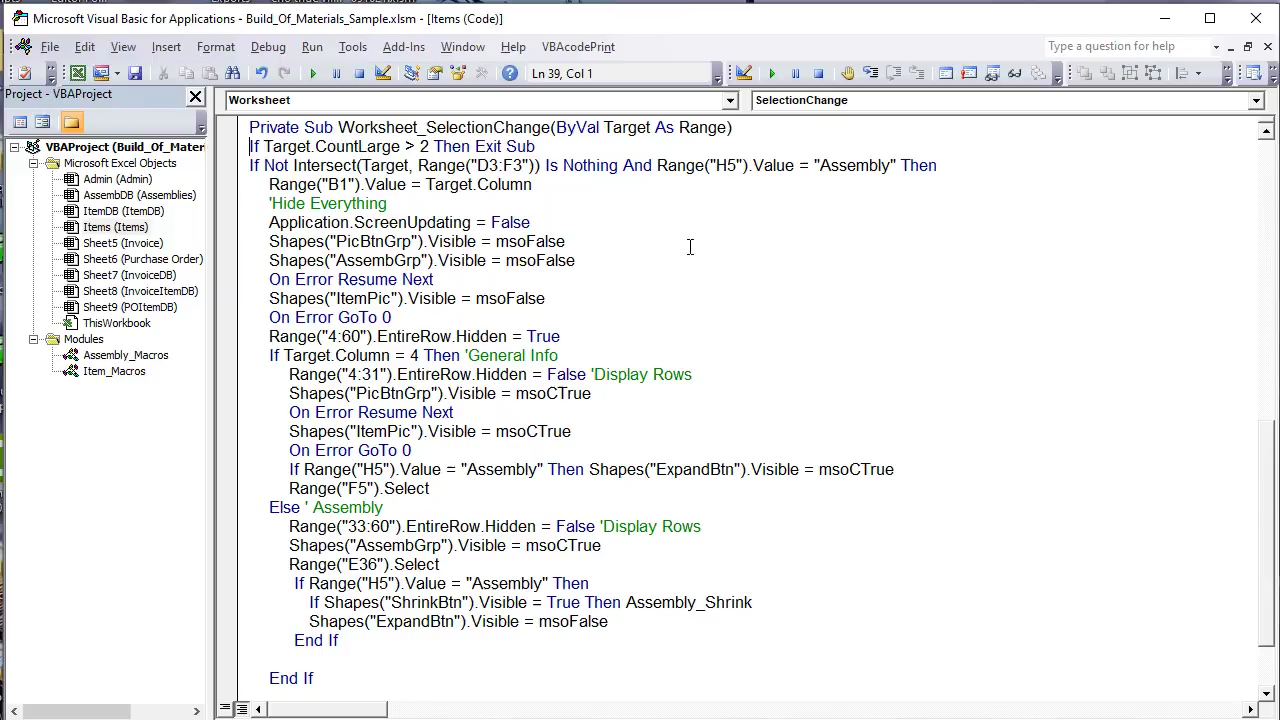 Microsoft Visual Basic for Applications - Build_Of_Materials_Sample.xlsm - [Items (Code)]
File Edit View Insert Format Debug Run Tools Add-Ins Window Help VBAcodePrint
Type a question for help
Ln 39, Col 1
Project - VBAProject
Worksheet
SelectionChange
VBAProject (Build_Of_Mater
Microsoft Excel Objects
Admin (Admin)
AssembDB (Assemblies)
ItemDB (ItemDB)
Items (Items)
Sheet5 (Invoice)
Sheet6 (Purchase Order)
Sheet7 (InvoiceDB)
Sheet8 (InvoiceItemDB)
Sheet9 (POItemDB)
ThisWorkbook
Modules
Assembly_Macros
Item_Macros
Private Sub Worksheet_SelectionChange(ByVal Target As Range)
If Target.CountLarge > 2 Then Exit Sub
If Not Intersect(Target, Range("D3:F3")) Is Nothing And Range("H5").Value = "Assembly" Then
Range("B1").Value = Target.Column
'Hide Everything
Application.ScreenUpdating = False
Shapes("PicBtnGrp").Visible = msoFalse
Shapes("AssembGrp").Visible = msoFalse
On Error Resume Next
Shapes("ItemPic").Visible = msoFalse
On Error GoTo 0
Range("4:60").EntireRow.Hidden = True
If Target.Column = 4 Then 'General Info
Range("4:31").EntireRow.Hidden = False 'Display Rows
Shapes("PicBtnGrp").Visible = msoCTrue
On Error Resume Next
Shapes("ItemPic").Visible = msoCTrue
On Error GoTo 0
If Range("H5").Value = "Assembly" Then Shapes("ExpandBtn").Visible = msoCTrue
Range("F5").Select
Else ' Assembly
Range("33:60").EntireRow.Hidden = False 'Display Rows
Shapes("AssembGrp").Visible = msoCTrue
Range("E36").Select
If Range("H5").Value = "Assembly" Then
If Shapes("ShrinkBtn").Visible = True Then Assembly_Shrink
Shapes("ExpandBtn").Visible = msoFalse
End If
End If